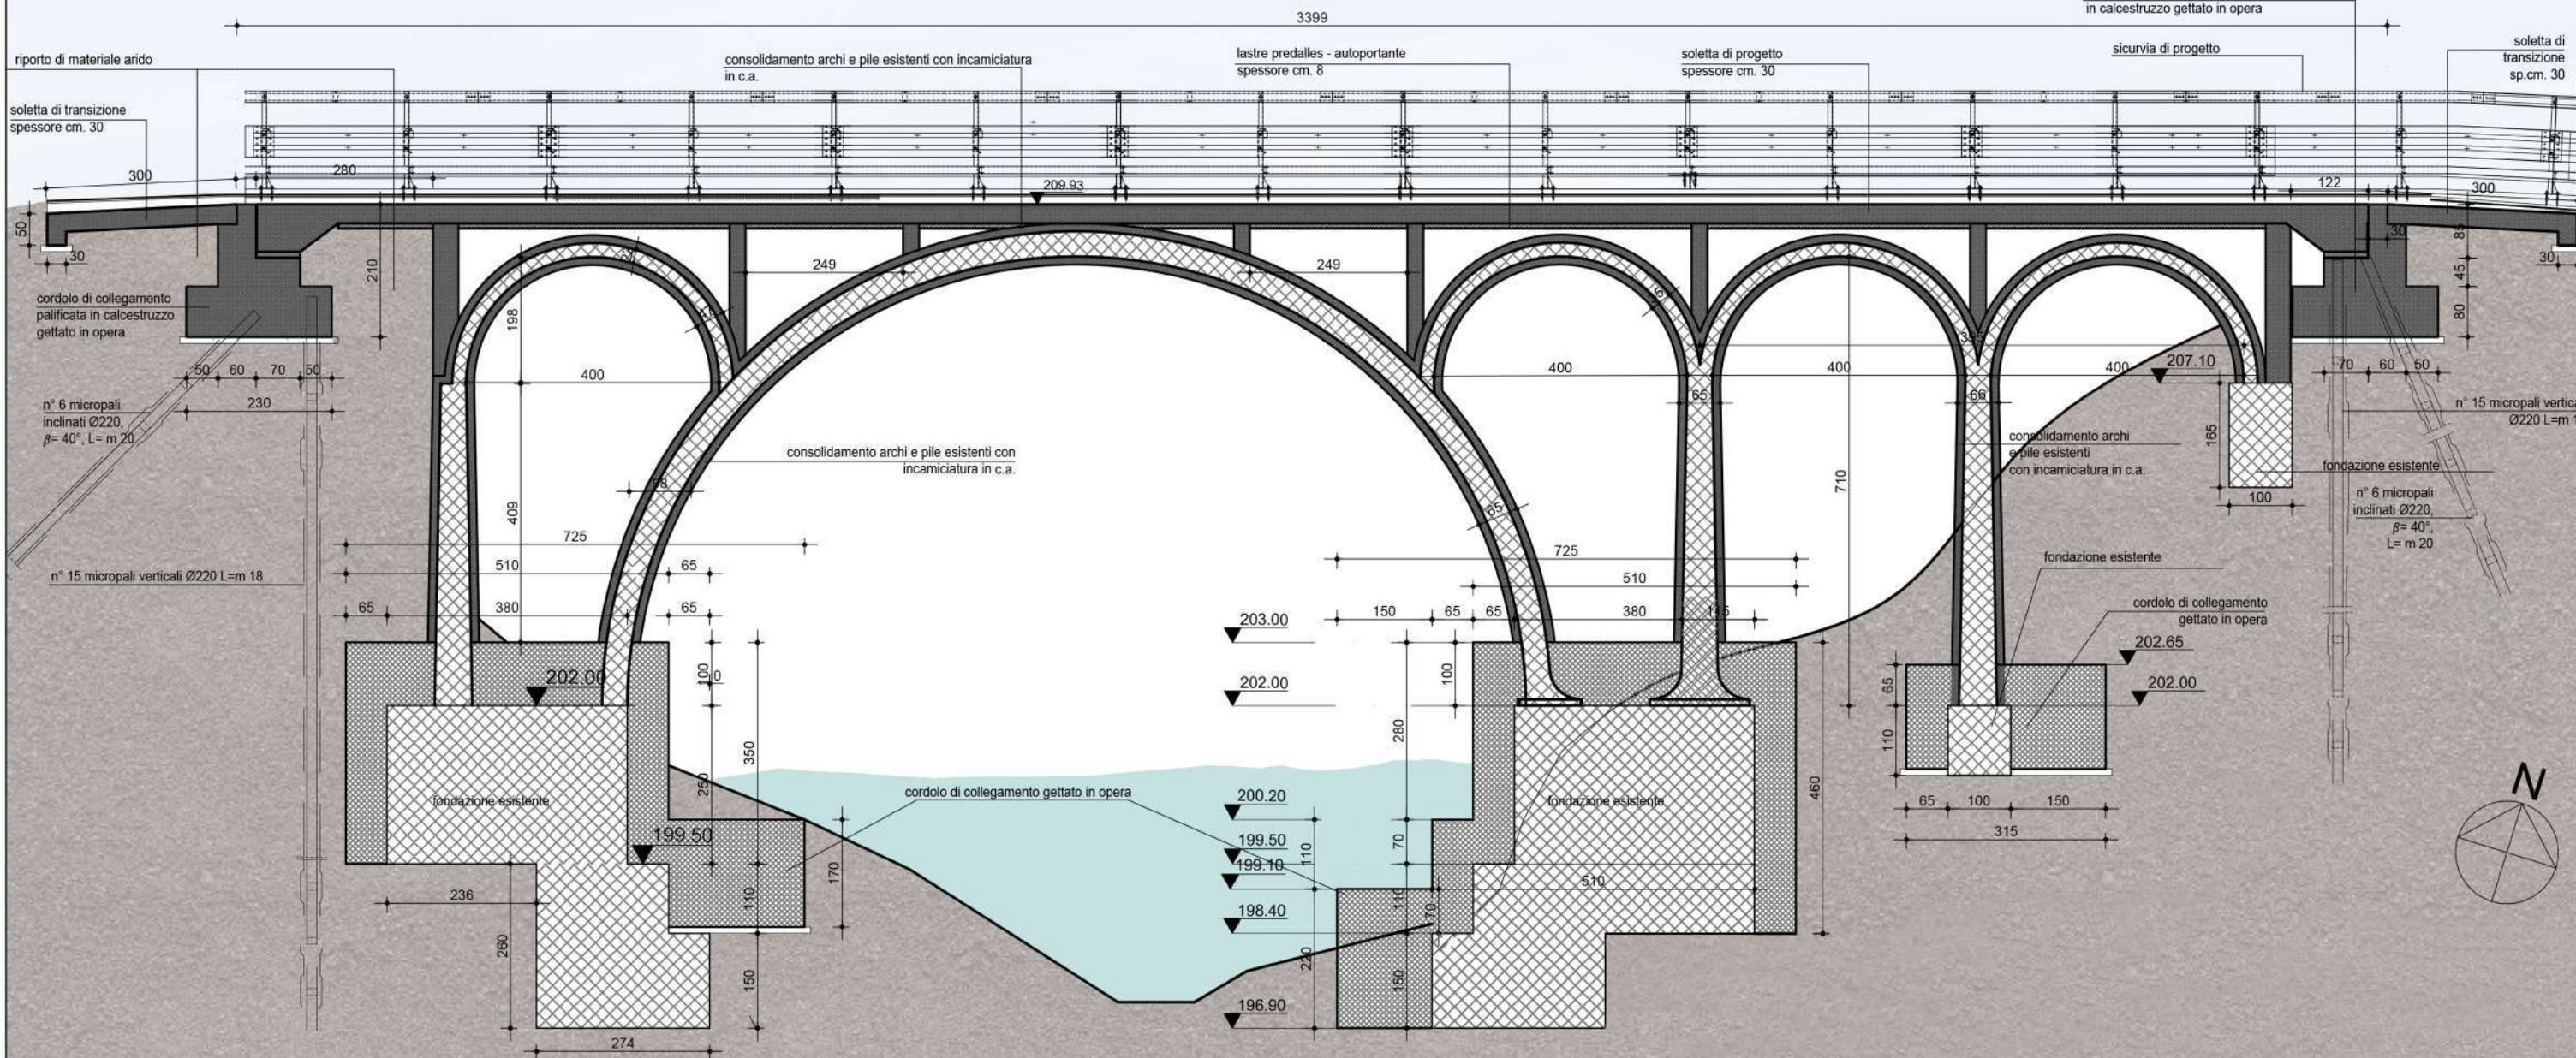 3399
in calcestruzzo gettato in opera
riporto di materiale arido
consolidamento archi e pile esistenti con incamiciatura
in c.a.
lastre predalles - autoportante
spessore cm. 8
soletta di progetto
spessore cm. 30
sicurvia di progetto
soletta di
transizione
sp.cm. 30
soletta di transizione
spessore cm. 30
300
280
209.93
122
300
50
30
210
249
249
30
85
30
45
80
cordolo di collegamento
palificata in calcestruzzo
gettato in opera
198
400
400
400
400
207.10
50 60 70 50
230
70 60 50
65
66
n° 6 micropali
inclinati Ø220,
β= 40°, L= m 20
n° 15 micropali vertica
Ø220 L=m 1
consolidamento archi e pile esistenti con
incamiciatura in c.a.
consolidamento archi
e pile esistenti
con incamiciatura in c.a.
165
fondazione esistente
100
n° 6 micropali
inclinati Ø220,
β= 40°,
L= m 20
98
409
710
65
725
725
n° 15 micropali verticali Ø220 L=m 18
510
65
510
fondazione esistente
65
380
65
150
65
65
380
cordolo di collegamento
gettato in opera
203.00
202.65
202.00
202.00
202.00
100
100
65
110
350
250
280
460
fondazione esistente
cordolo di collegamento gettato in opera
fondazione esistente
200.20
199.50
199.50
199.10
198.40
196.90
110
70
170
110
110
70
510
65 100 150
315
236
260
150
220
150
274
N